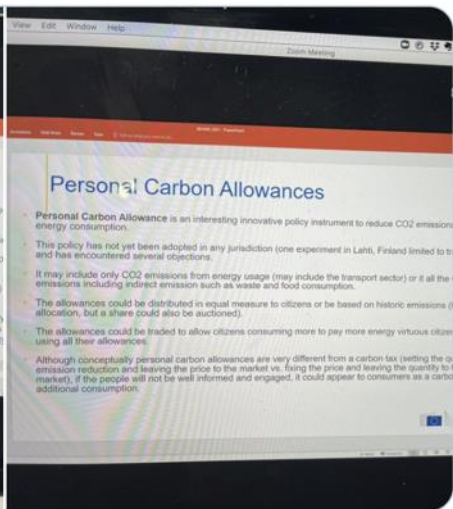 View Edit Window Help
Zoom Meeting
Personal Carbon Allowances
Personal Carbon Allowance is an interesting innovative policy instrument to reduce CO2 emissions
energy consumption.
This policy has not yet been adopted in any jurisdiction (one experiment in Lahti, Finland limited to
and has encountered several objections.
It may include only CO2 emissions from energy usage (may include the transport sector) or it all the
emissions including indirect emission such as waste and food consumption.
The allowances could be distributed in equal measure to citizens or be based on historic emissions
allocation, but a share could also be auctioned).
The allowances could be traded to allow citizens consuming more to pay more energy virtuous
using all their allowances.
Although conceptually personal carbon allowances are very different from a carbon tax (setting the
emission reduction and leaving the price to the market vs. fixing the price and leaving the quantity to
market), if the people will not be well informed and engaged, it could appear to consumers as a
additional consumption.